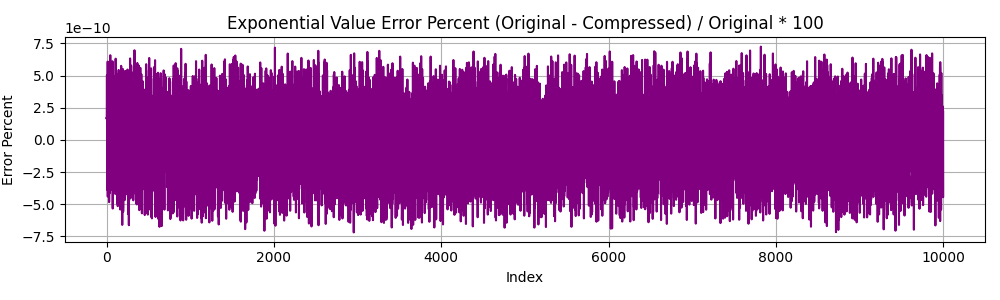 Exponential Value Error Percent (Original - Compressed) / Original * 100
1e−10
7.5
5.0
2.5
0.0
−2.5
−5.0
−7.5
Error Percent
0 2000 4000 6000 8000 10000
Index